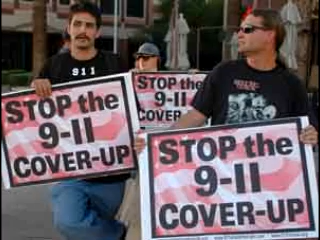 911
STOP the
9-11
COVER-UP
STOP the
9-11
COVER-UP
STOP the
9-11
COVER-UP